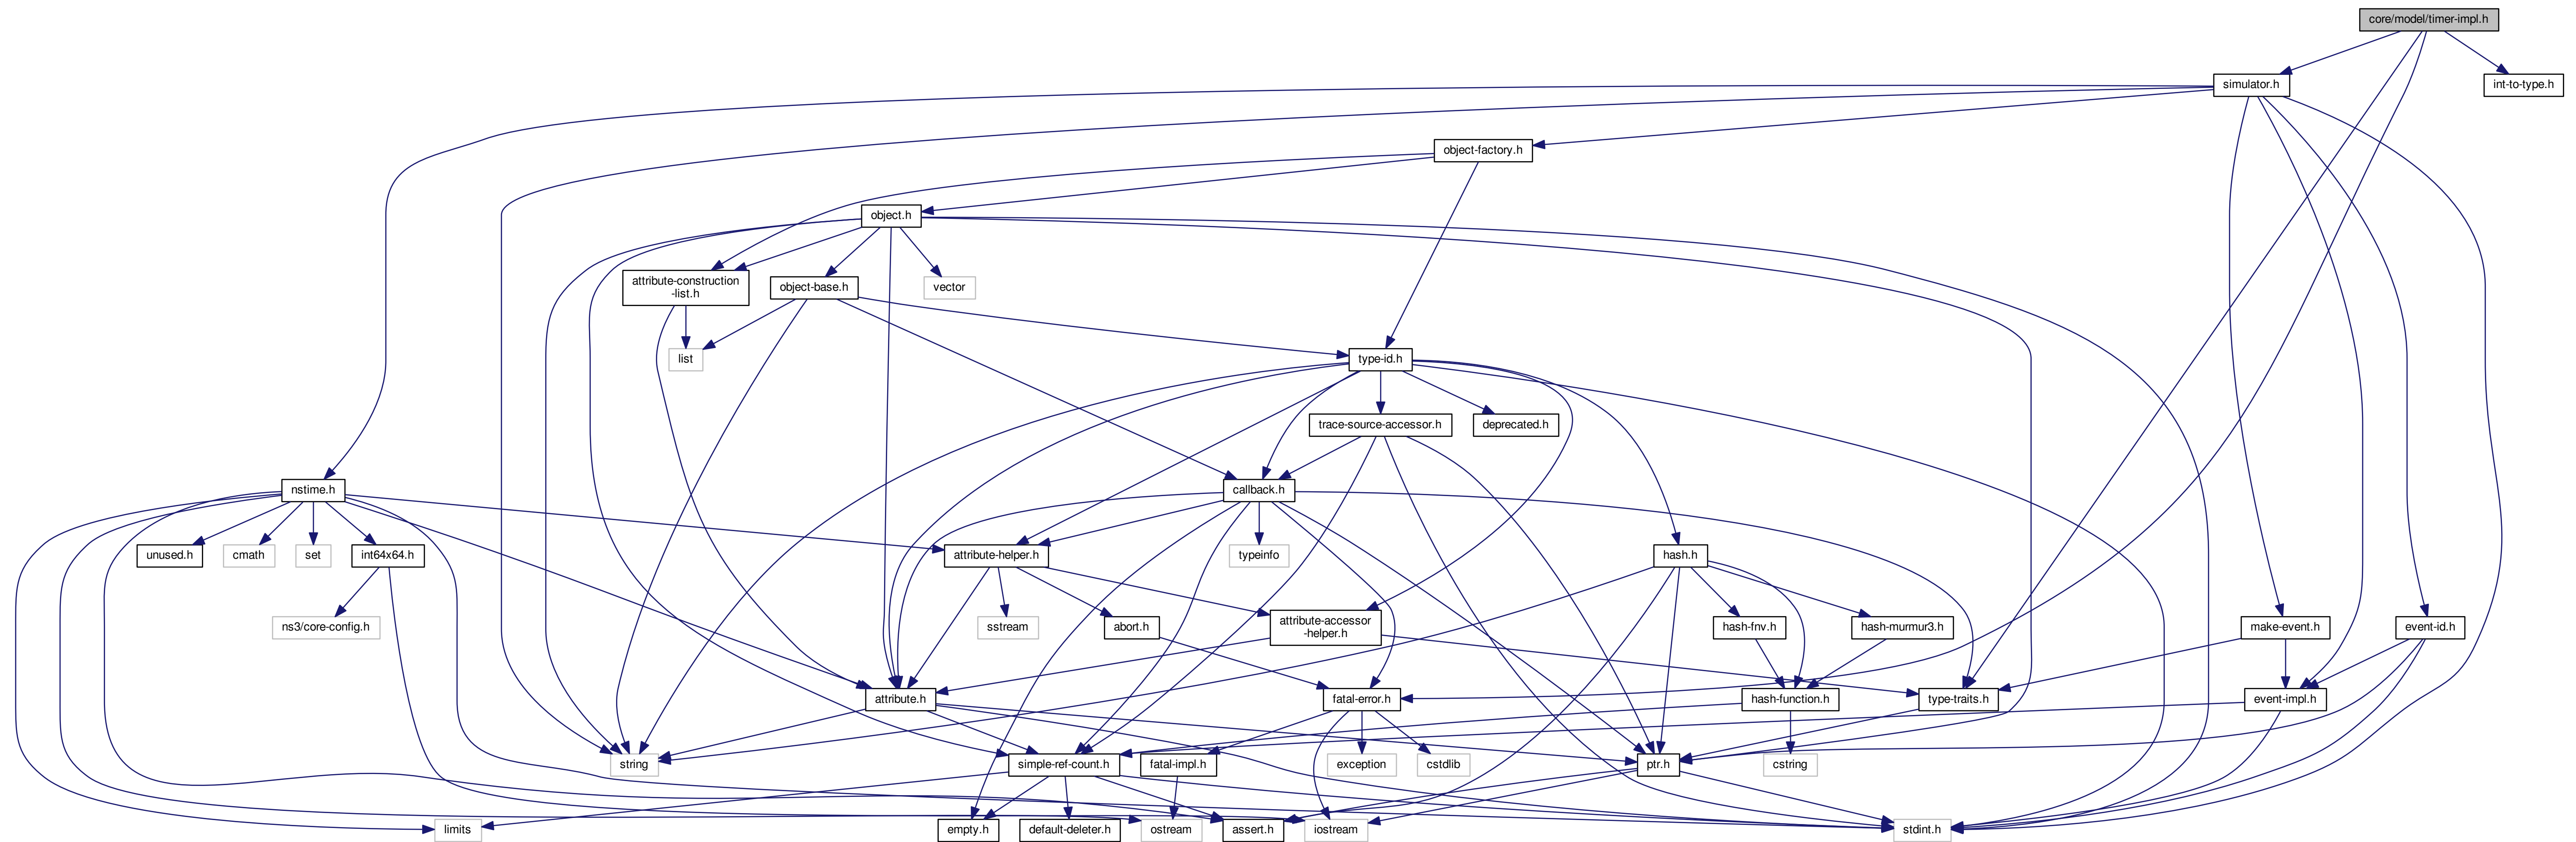 core/model/timer-impl.h
simulator.h
int-to-type.h
object-factory.h
object.h
attribute-construction
-list.h
object-base.h
vector
list
type-id.h
trace-source-accessor.h
deprecated.h
nstime.h
callback.h
unused.h
cmath
set
int64x64.h
attribute-helper.h
typeinfo
hash.h
ns3/core-config.h
sstream
abort.h
attribute-accessor
-helper.h
hash-fnv.h
hash-murmur3.h
make-event.h
event-id.h
attribute.h
fatal-error.h
hash-function.h
type-traits.h
event-impl.h
string
simple-ref-count.h
fatal-impl.h
exception
cstdlib
ptr.h
cstring
limits
empty.h
default-deleter.h
ostream
assert.h
iostream
stdint.h